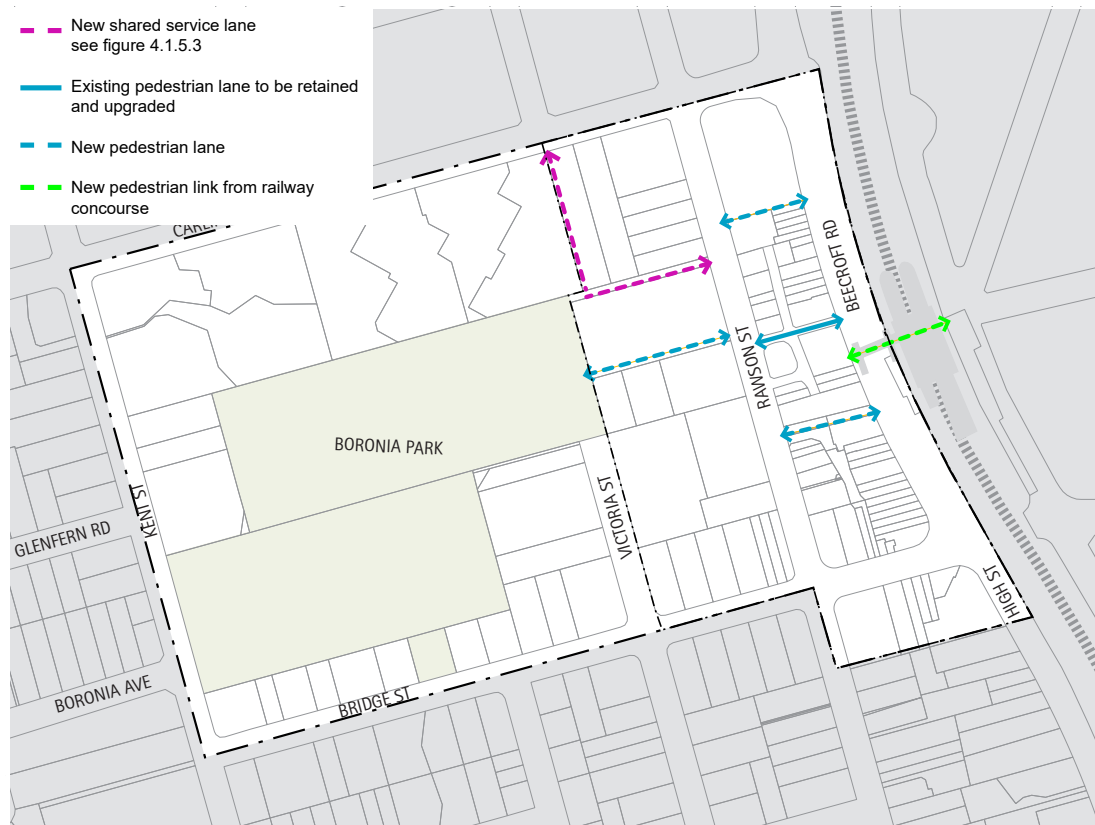 New shared service lane
see figure 4.1.5.3
Existing pedestrian lane to be retained
and upgraded
New pedestrian lane
New pedestrian link from railway
concourse
BEECROFT RD
RAWSON ST
BORONIA PARK
KENT ST
VICTORIA ST
GLENFERN RD
HIGH ST
BORONIA AVE
BRIDGE ST